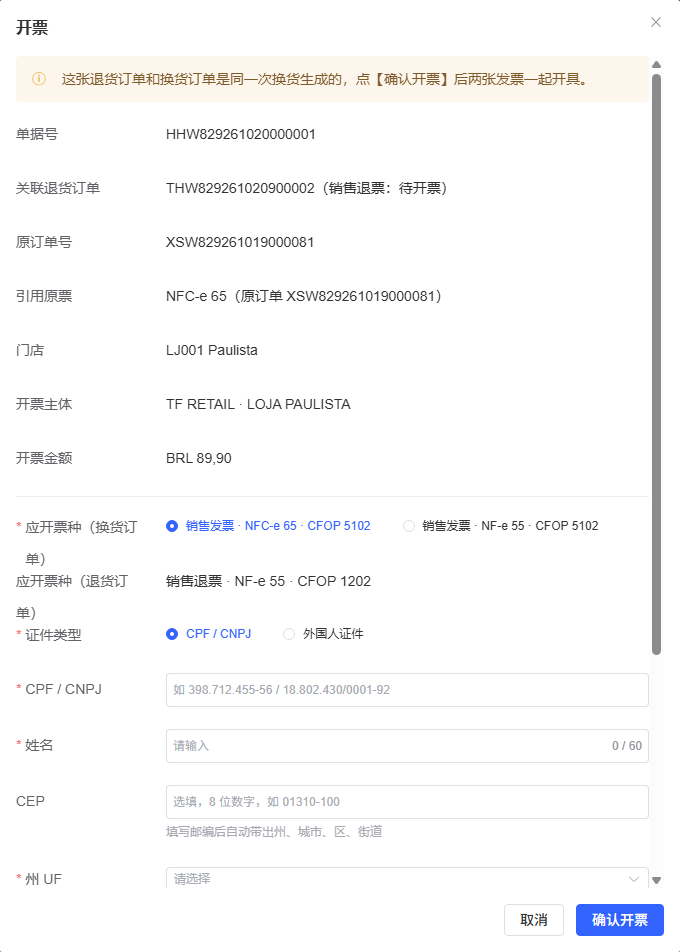 开票
这张退货订单和换货订单是同一次换货生成的，点【确认开票】后两张发票一起开具。
单据号 HHW829261020000001
关联退货订单 THW829261020900002（销售退票：待开票）
原订单号 XSW829261019000081
引用原票 NFC-e 65（原订单 XSW829261019000081）
门店 LJ001 Paulista
开票主体 TF RETAIL · LOJA PAULISTA
开票金额 BRL 89,90
* 应开票种（换货订 销售发票 · NFC-e 65 · CFOP 5102 销售发票 · NF-e 55 · CFOP 5102
单）
应开票种（退货订 销售退票 · NF-e 55 · CFOP 1202
单）
* 证件类型 CPF / CNPJ 外国人证件
* CPF / CNPJ 如 398.712.455-56 / 18.802.430/0001-92
* 姓名 请输入 0 / 60
CEP 选填，8 位数字，如 01310-100
填写邮编后自动带出州、城市、区、街道
* 州 UF 请选择
取消 确认开票